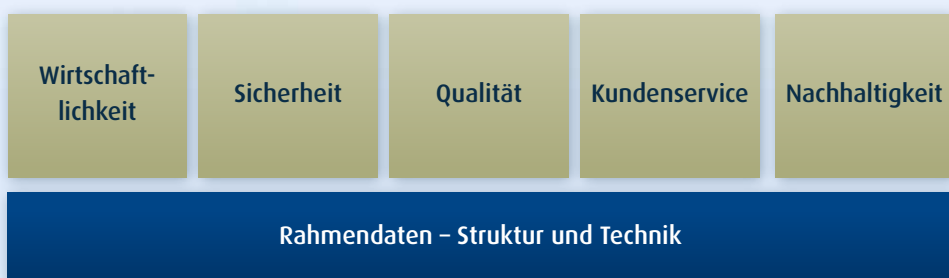 Wirtschaft-
lichkeit
Sicherheit
Qualität
Kundenservice
Nachhaltigkeit
Rahmendaten – Struktur und Technik